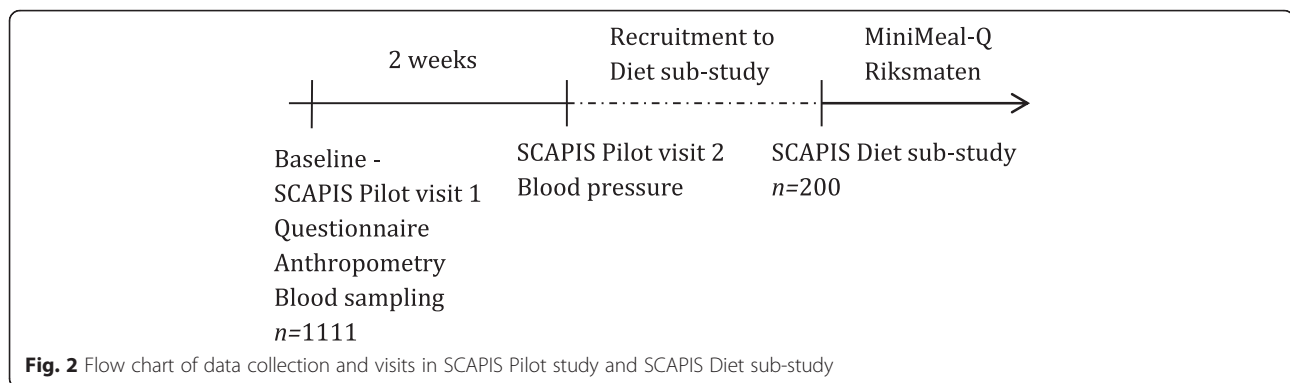 2 weeks
Recruitment to
Diet sub-study
MiniMeal-Q
Riksmaten
Baseline -
SCAPIS Pilot visit 1
Questionnaire
Anthropometry
Blood sampling
n=1111
SCAPIS Pilot visit 2
Blood pressure
SCAPIS Diet sub-study
n=200
Fig. 2 Flow chart of data collection and visits in SCAPIS Pilot study and SCAPIS Diet sub-study